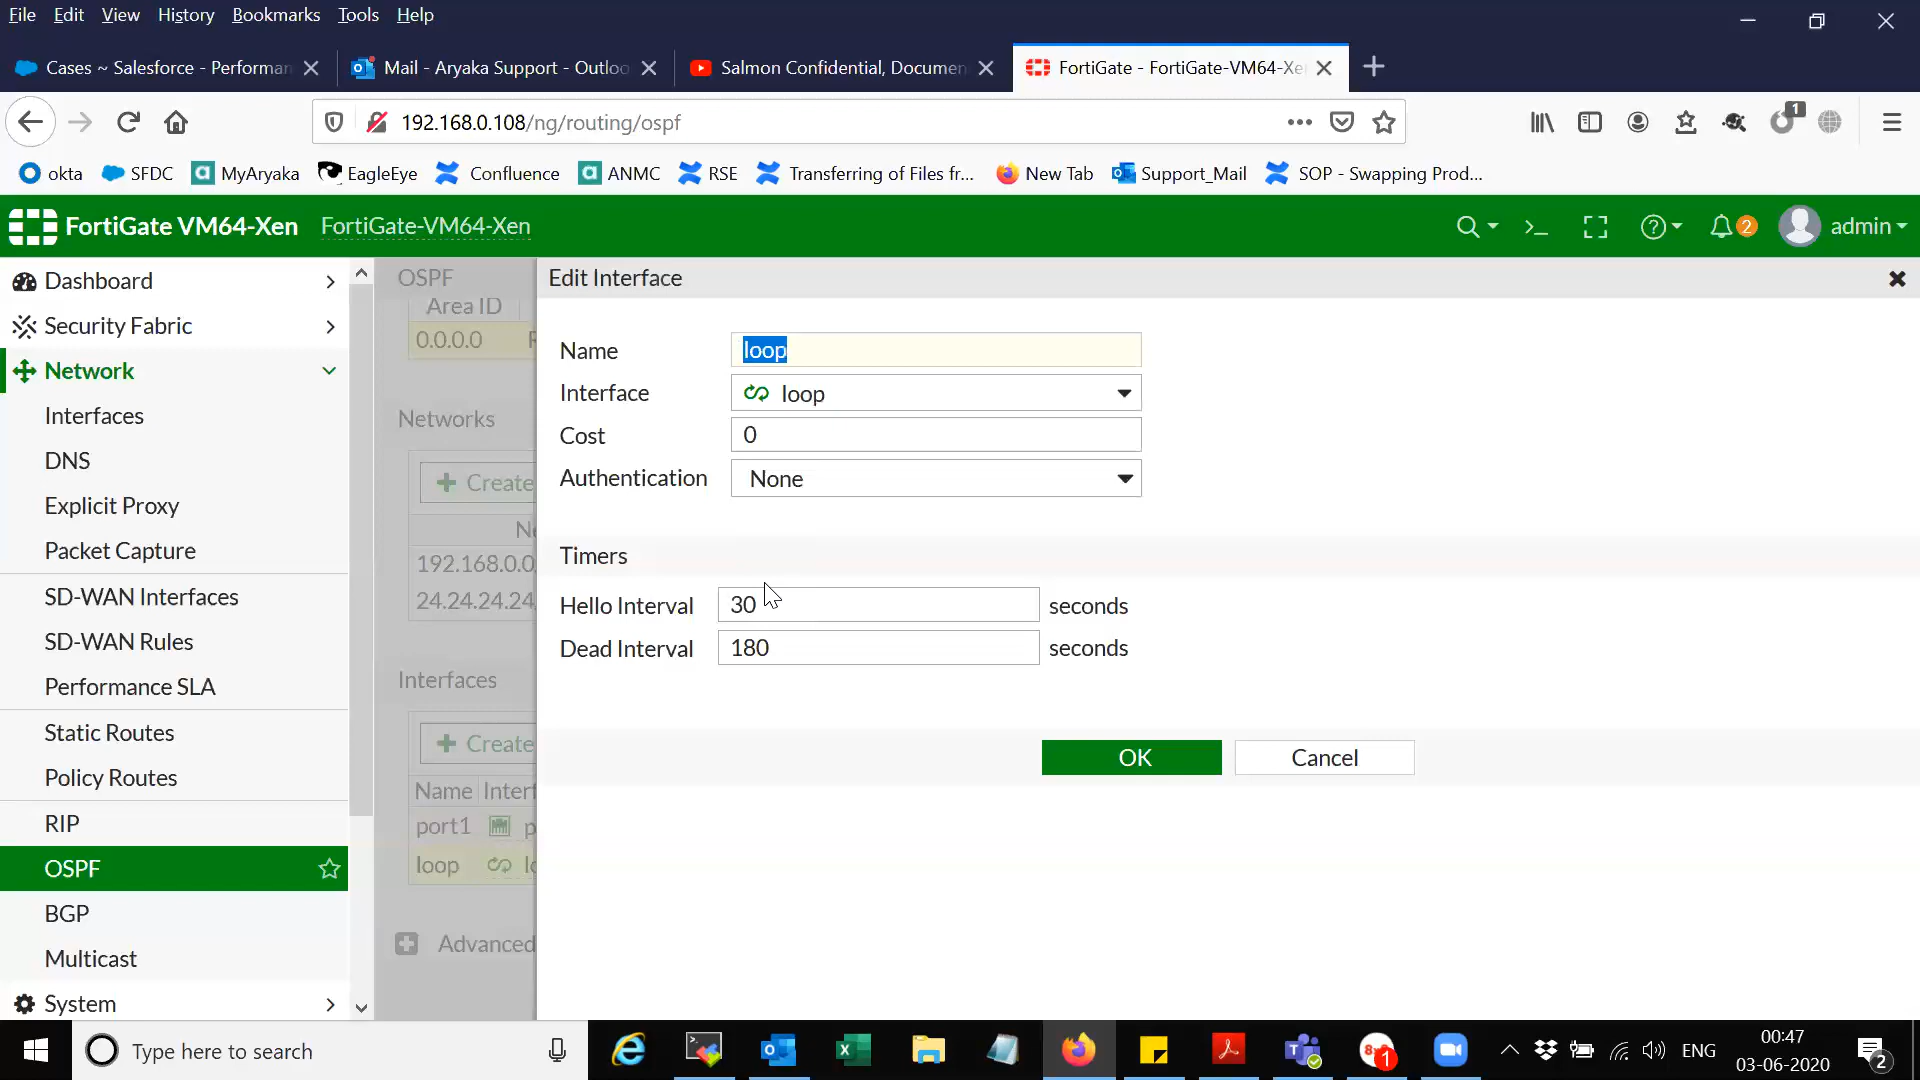 File Edit View History Bookmarks Tools Help
Cases ~ Salesforce - Performan
Mail - Aryaka Support - Outloo
Salmon Confidential, Documen
FortiGate - FortiGate-VM64-Xe
192.168.0.108/ng/routing/ospf
1
okta SFDC MyAryaka EagleEye Confluence ANMC RSE Transferring of Files fr... New Tab Support_Mail SOP - Swapping Prod...
FortiGate VM64-Xen FortiGate-VM64-Xen
2 admin
Dashboard
Security Fabric
Network
Interfaces
DNS
Explicit Proxy
Packet Capture
SD-WAN Interfaces
SD-WAN Rules
Performance SLA
Static Routes
Policy Routes
RIP
OSPF
BGP
Multicast
System
OSPF
Area ID
0.0.0.0
Networks
Create
192.168.0.0
24.24.24.24
Interfaces
Create
Name Interf
port1 p
loop
Advanced
Edit Interface
Name loop
Interface loop
Cost 0
Authentication None
Timers
Hello Interval 30 seconds
Dead Interval 180 seconds
OK Cancel
Type here to search
1
ENG
00:47
03-06-2020
2